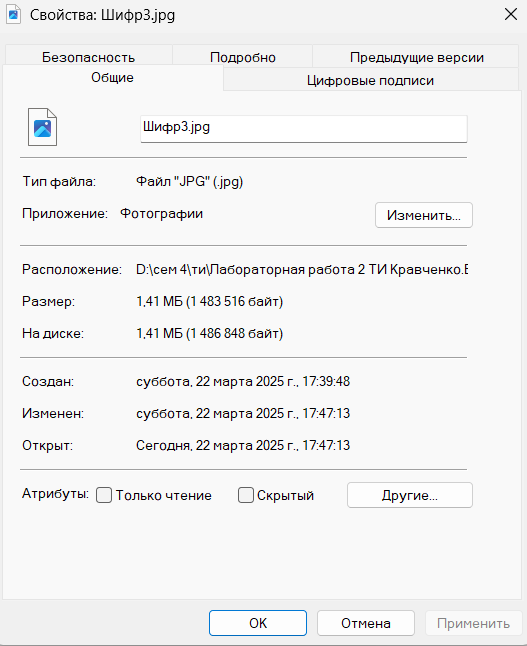 Свойства: Шифр3.jpg
Безопасность Подробно Предыдущие версии
Общие Цифровые подписи
Шифр3.jpg
Тип файла: Файл "JPG" (.jpg)
Приложение: Фотографии Изменить...
Расположение: D:\сем 4\ти\Лабораторная работа 2 ТИ Кравченко.Е
Размер: 1,41 МБ (1 483 516 байт)
На диске: 1,41 МБ (1 486 848 байт)
Создан: суббота, 22 марта 2025 г., 17:39:48
Изменен: суббота, 22 марта 2025 г., 17:47:13
Открыт: Сегодня, 22 марта 2025 г., 17:47:13
Атрибуты: Только чтение Скрытый Другие...
OK Отмена Применить